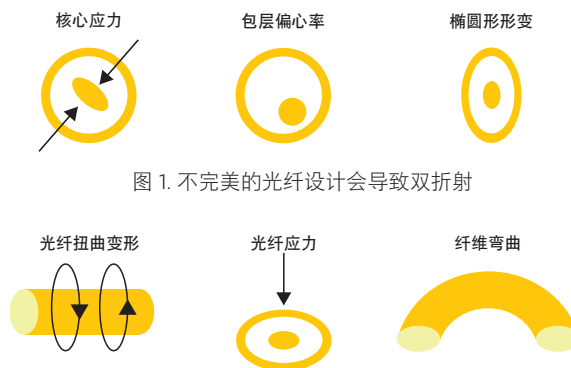 核心应力
包层偏心率
椭圆形形变
图 1. 不完美的光纤设计会导致双折射
光纤扭曲变形
光纤应力
纤维弯曲